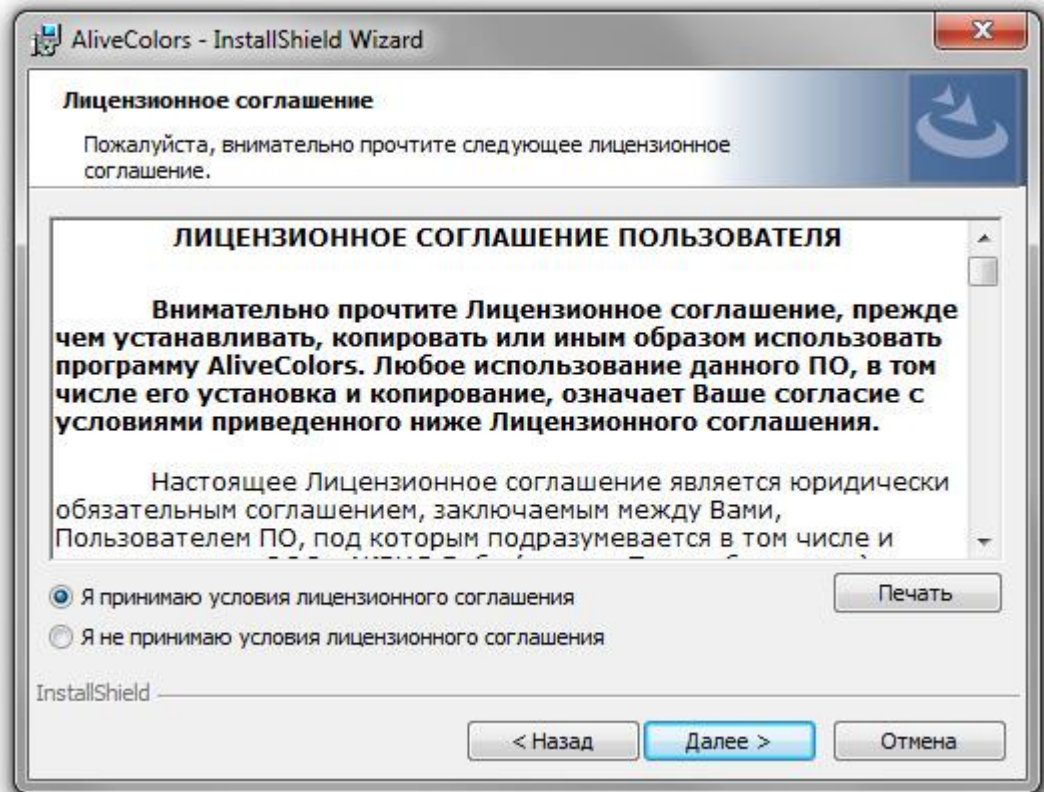 AliveColors - InstallShield Wizard
Лицензионное соглашение
Пожалуйста, внимательно прочтите следующее лицензионное
соглашение.
ЛИЦЕНЗИОННОЕ СОГЛАШЕНИЕ ПОЛЬЗОВАТЕЛЯ
Внимательно прочтите Лицензионное соглашение, прежде
чем устанавливать, копировать или иным образом использовать
программу AliveColors. Любое использование данного ПО, в том
числе его установка и копирование, означает Ваше согласие с
условиями приведенного ниже Лицензионного соглашения.
Настоящее Лицензионное соглашение является юридически
обязательным соглашением, заключаемым между Вами,
Пользователем ПО, под которым подразумевается в том числе и
Я принимаю условия лицензионного соглашения
Печать
Я не принимаю условия лицензионного соглашения
InstallShield
< Назад
Далее >
Отмена